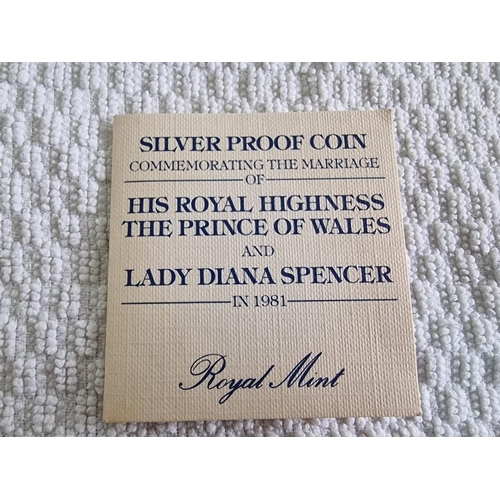 SILVER PROOF COIN
COMMEMORATING THE MARRIAGE
OF
HIS ROYAL HIGHNESS
THE PRINCE OF WALES
AND
LADY DIANA SPENCER
IN 1981
Royal Mint